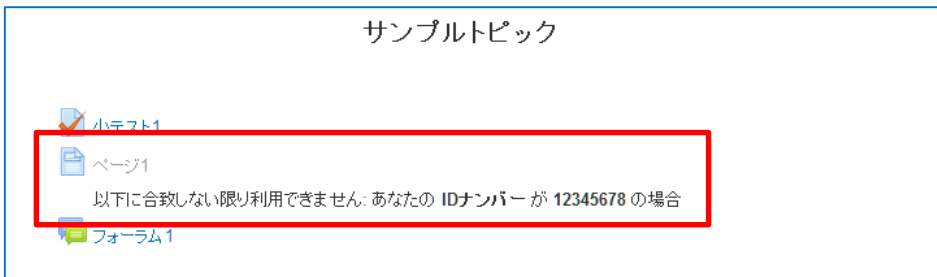 サンプルトピック
小テスト1
ページ1
以下に合致しない限り利用できません: あなたの IDナンバー が 12345678 の場合
フォーラム1